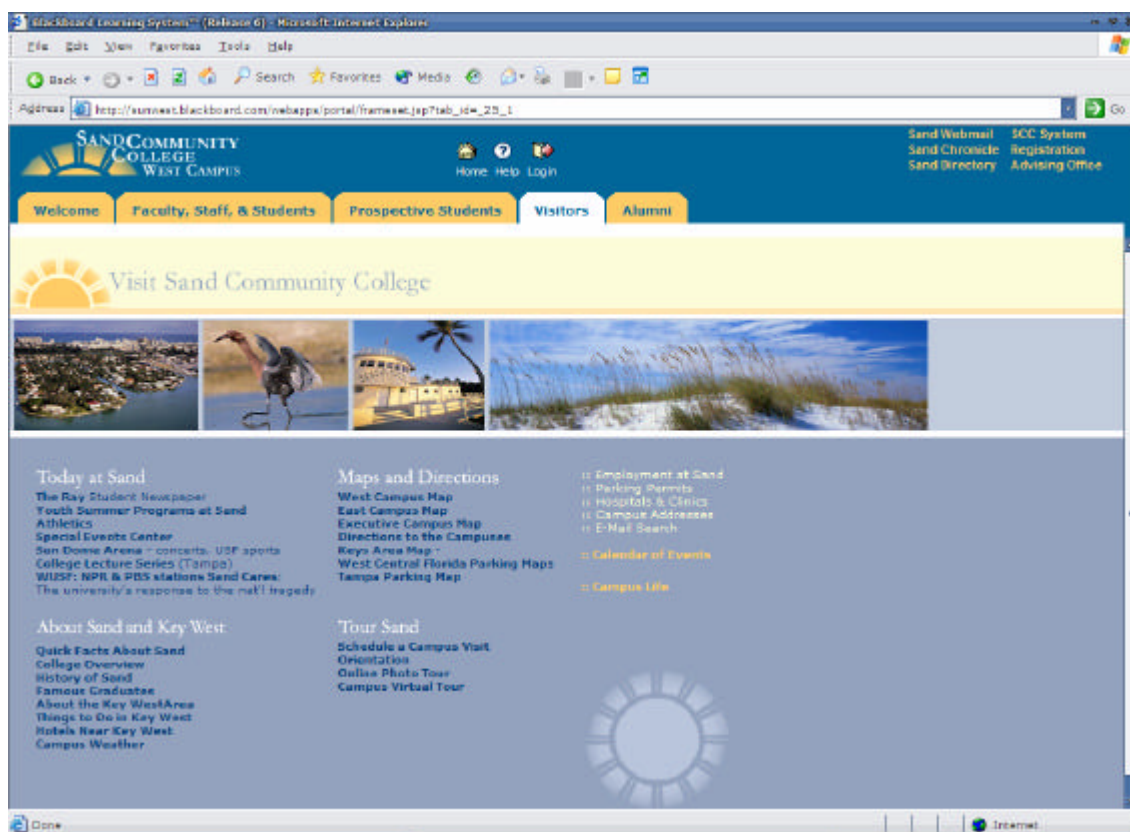 Blackboard Learning System™ (Release 6) - Microsoft Internet Explorer
File Edit View Favorites Tools Help
Back Search Favorites Media
Address http://sunwest.blackboard.com/webapps/portal/frameset.jsp?tab_id=_25_1 Go
SAND COMMUNITY
COLLEGE
WEST CAMPUS
Home Help Login
Sand Webmail SCC System
Sand Chronicle Registration
Sand Directory Advising Office
Welcome Faculty, Staff, & Students Prospective Students Visitors Alumni
Visit Sand Community College
Today at Sand
The Ray Student Newspaper
Youth Summer Programs at Sand
Athletics
Special Events Center
Sun Dome Arena - concerts, USF sports
College Lecture Series (Tampa)
WUSF: NPR & PBS stations Sand Cares:
The university's response to the nat'l tragedy
Maps and Directions
West Campus Map
East Campus Map
Executive Campus Map
Directions to the Campuses
Keys Area Map -
West Central Florida Parking Maps
Tampa Parking Map
:: Employment at Sand
:: Parking Permits
:: Hospitals & Clinics
:: Campus Addresses
:: E-Mail Search
:: Calendar of Events
:: Campus Life
About Sand and Key West
Quick Facts About Sand
College Overview
History of Sand
Famous Graduates
About the Key WestArea
Things to Do in Key West
Hotels Near Key West
Campus Weather
Tour Sand
Schedule a Campus Visit
Orientation
Online Photo Tour
Campus Virtual Tour
Done Internet